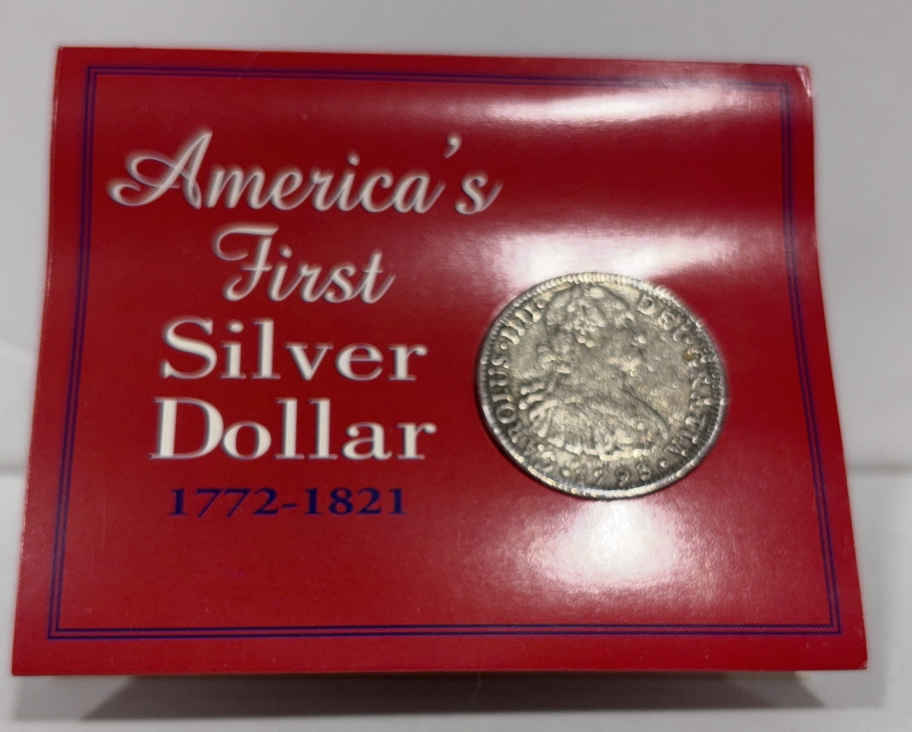 America's
First
Silver
Dollar
1772-1821
CAROLUS·IIII· DEI·GRATIA·
·1798·